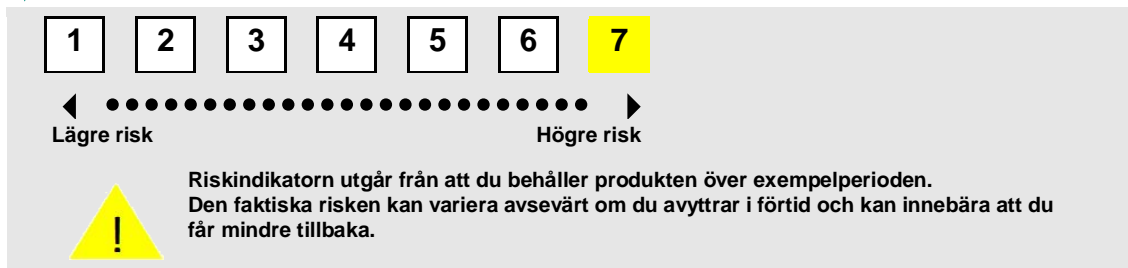 1 2 3 4 5 6 7
Lägre risk Högre risk
Riskindikatorn utgår från att du behåller produkten över exempelperioden.
Den faktiska risken kan variera avsevärt om du avyttrar i förtid och kan innebära att du
får mindre tillbaka.
!